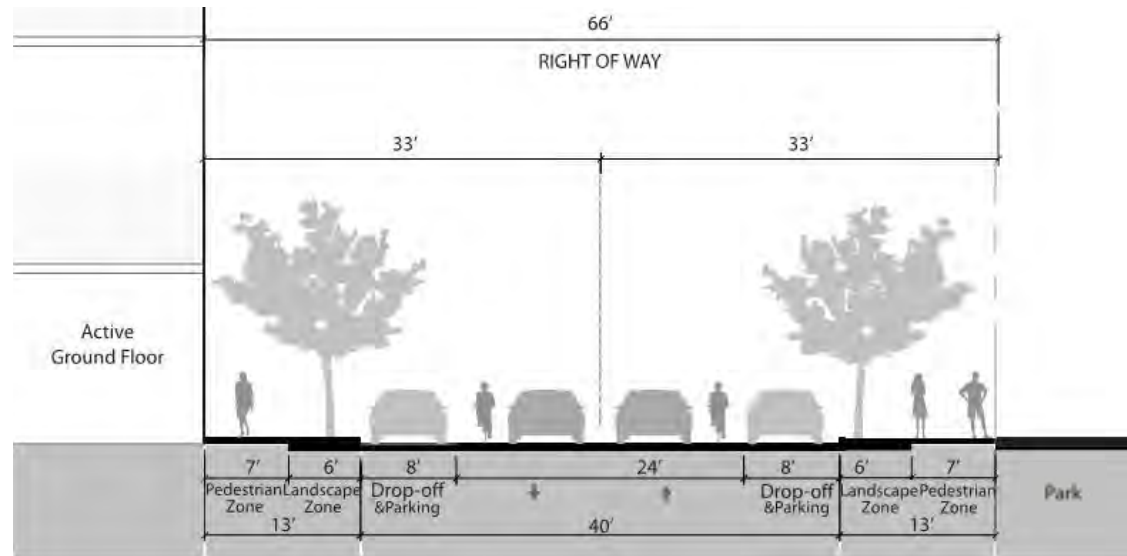 66′
RIGHT OF WAY
33′ 33′
Active
Ground Floor
7′ 6′ 8′ 24′ 8′ 6′ 7′
Pedestrian Zone
Landscape Zone
Drop-off &Parking
Drop-off &Parking
Landscape Zone
Pedestrian Zone
Park
13′ 40′ 13′